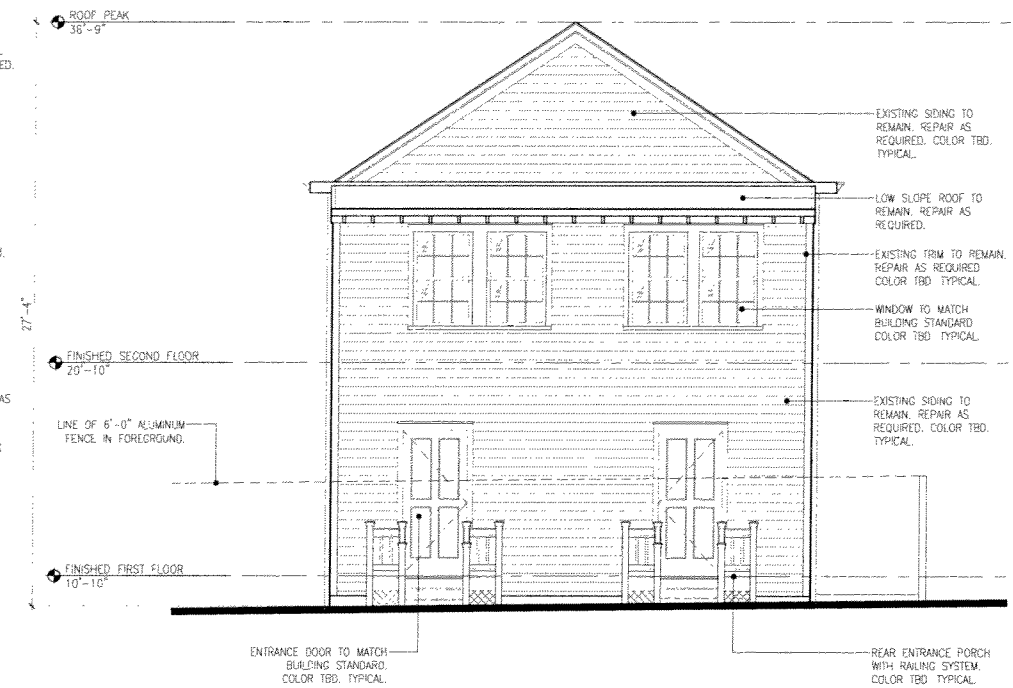 ROOF PEAK
36'-9"
ED.
EXISTING SIDING TO
REMAIN. REPAIR AS
REQUIRED. COLOR TBD.
TYPICAL.
LOW SLOPE ROOF TO
REMAIN. REPAIR AS
REQUIRED.
EXISTING TRIM TO REMAIN.
REPAIR AS REQUIRED
COLOR TBD TYPICAL.
27'-4"
WINDOW TO MATCH
BUILDING STANDARD
COLOR TBD TYPICAL.
FINISHED SECOND FLOOR
20'-10"
AS
EXISTING SIDING TO
REMAIN. REPAIR AS
REQUIRED. COLOR TBD.
TYPICAL.
LINE OF 6'-0" ALUMINUM
FENCE IN FOREGROUND.
FINISHED FIRST FLOOR
10'-10"
ENTRANCE DOOR TO MATCH
BUILDING STANDARD.
COLOR TBD. TYPICAL.
REAR ENTRANCE PORCH
WITH RAILING SYSTEM.
COLOR TBD TYPICAL.